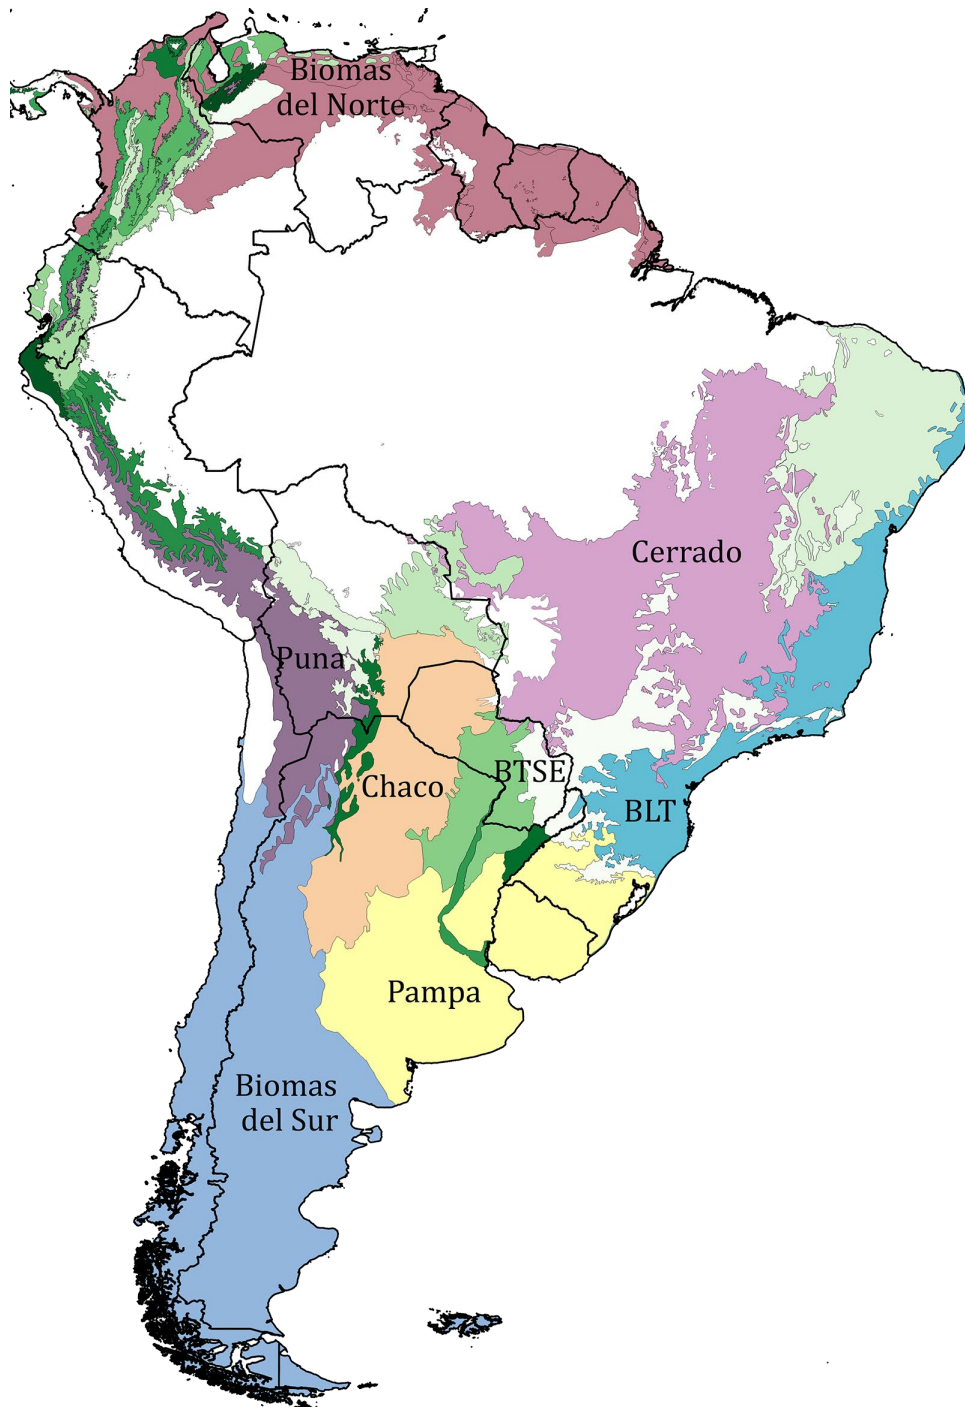 Biomas
del Norte
Cerrado
Puna
BTSE
Chaco
BLT
Pampa
Biomas
del Sur